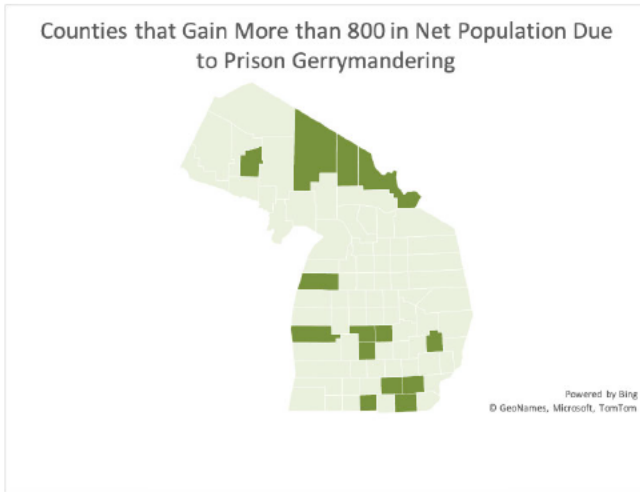 Counties that Gain More than 800 in Net Population Due
to Prison Gerrymandering
Powered by Bing
© GeoNames, Microsoft, TomTom